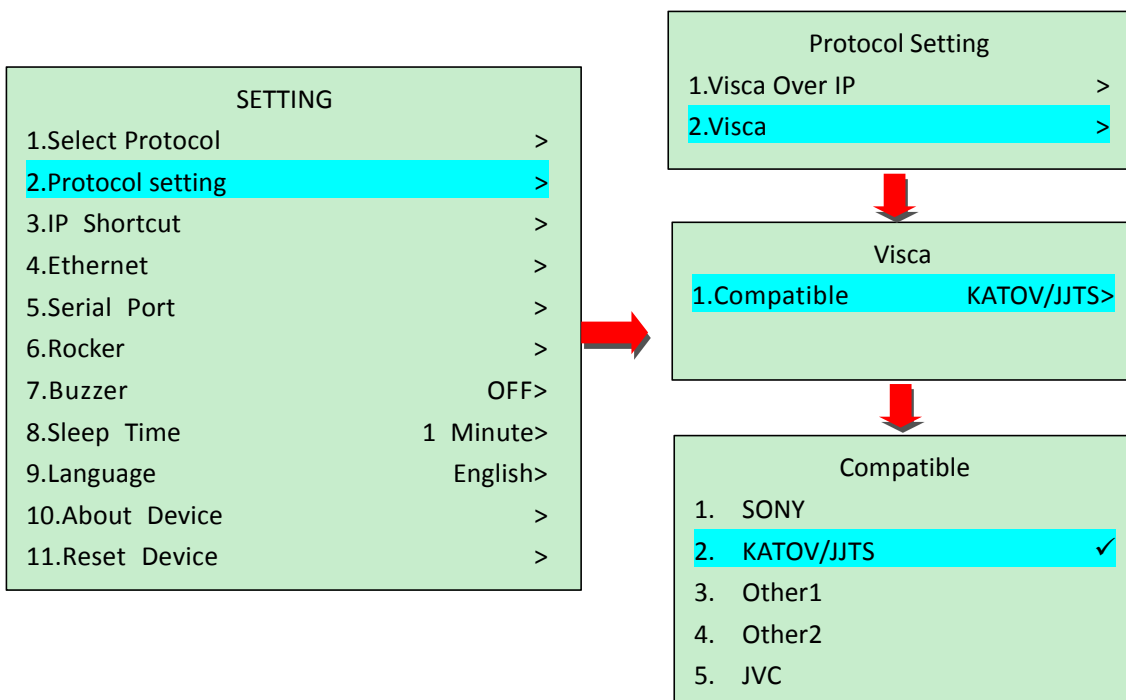 SETTING
1.Select Protocol >
2.Protocol setting >
3.IP Shortcut >
4.Ethernet >
5.Serial Port >
6.Rocker >
7.Buzzer OFF>
8.Sleep Time 1 Minute>
9.Language English>
10.About Device >
11.Reset Device >
Protocol Setting
1.Visca Over IP >
2.Visca >
Visca
1.Compatible KATOV/JJTS>
Compatible
1. SONY
2. KATOV/JJTS ✓
3. Other1
4. Other2
5. JVC